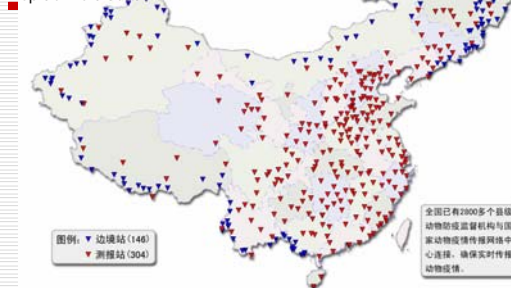 图例: 边境站(146)
测报站(304)
全国已有2800多个县级
动物防疫监督机构与国
家动物疫情传报网络中
心连接、确保实时传报
动物疫情.